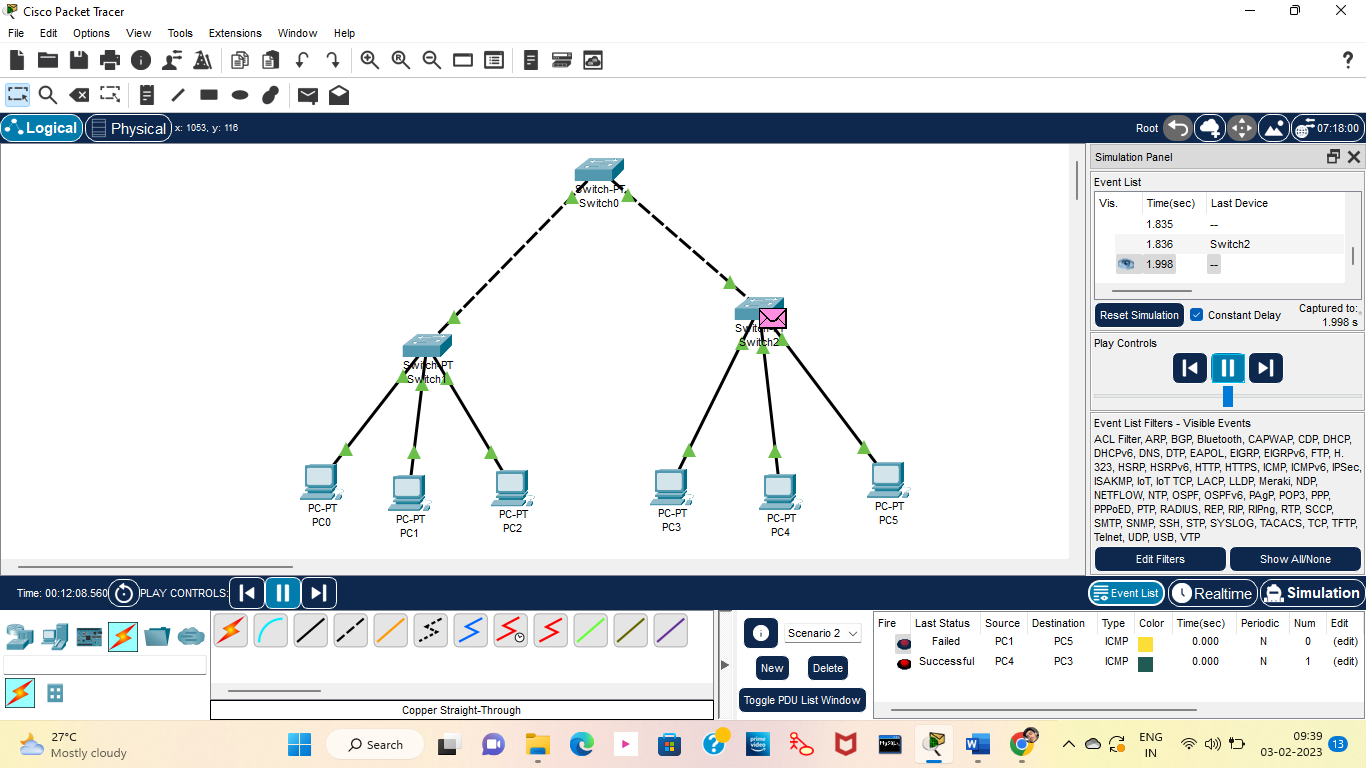 Cisco Packet Tracer
File Edit Options View Tools Extensions Window Help
Logical Physical x: 1053, y: 116 Root 07:18:00
Simulation Panel
Event List
Vis. Time(sec) Last Device
1.835 --
1.836 Switch2
1.998 --
Reset Simulation Constant Delay Captured to:
1.998 s
Play Controls
Event List Filters - Visible Events
ACL Filter, ARP, BGP, Bluetooth, CAPWAP, CDP, DHCP,
DHCPv6, DNS, DTP, EAPOL, EIGRP, EIGRPv6, FTP, H.
323, HSRP, HSRPv6, HTTP, HTTPS, ICMP, ICMPv6, IPSec,
ISAKMP, IoT, IoT TCP, LACP, LLDP, Meraki, NDP,
NETFLOW, NTP, OSPF, OSPFv6, PAgP, POP3, PPP,
PPPoED, PTP, RADIUS, REP, RIP, RIPng, RTP, SCCP,
SMTP, SNMP, SSH, STP, SYSLOG, TACACS, TCP, TFTP,
Telnet, UDP, USB, VTP
Edit Filters Show All/None
Switch-PT
Switch0
Switch-PT
Switch1
Switch2
PC-PT
PC0
PC-PT
PC1
PC-PT
PC2
PC-PT
PC3
PC-PT
PC4
PC-PT
PC5
Time: 00:12:08.560 PLAY CONTROLS: Event List Realtime Simulation
Copper Straight-Through
Scenario 2
New Delete
Toggle PDU List Window
Fire Last Status Source Destination Type Color Time(sec) Periodic Num Edit
Failed PC1 PC5 ICMP 0.000 N 0 (edit)
Successful PC4 PC3 ICMP 0.000 N 1 (edit)
27°C
Mostly cloudy
Search
prime video
MySQL
ENG
IN
09:39
03-02-2023
13